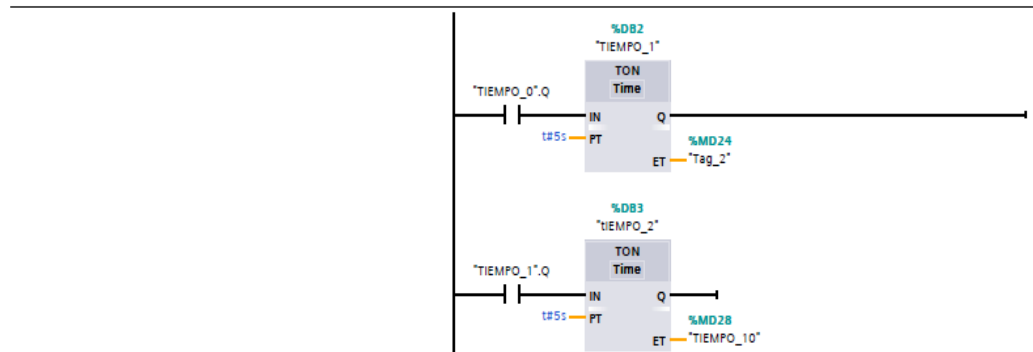 %DB2
"TIEMPO_1"
TON
Time
"TIEMPO_0".Q
IN Q
t#5s PT
%MD24
ET "Tag_2"
%DB3
"tIEMPO_2"
TON
Time
"TIEMPO_1".Q
IN Q
t#5s PT
%MD28
ET "TIEMPO_10"